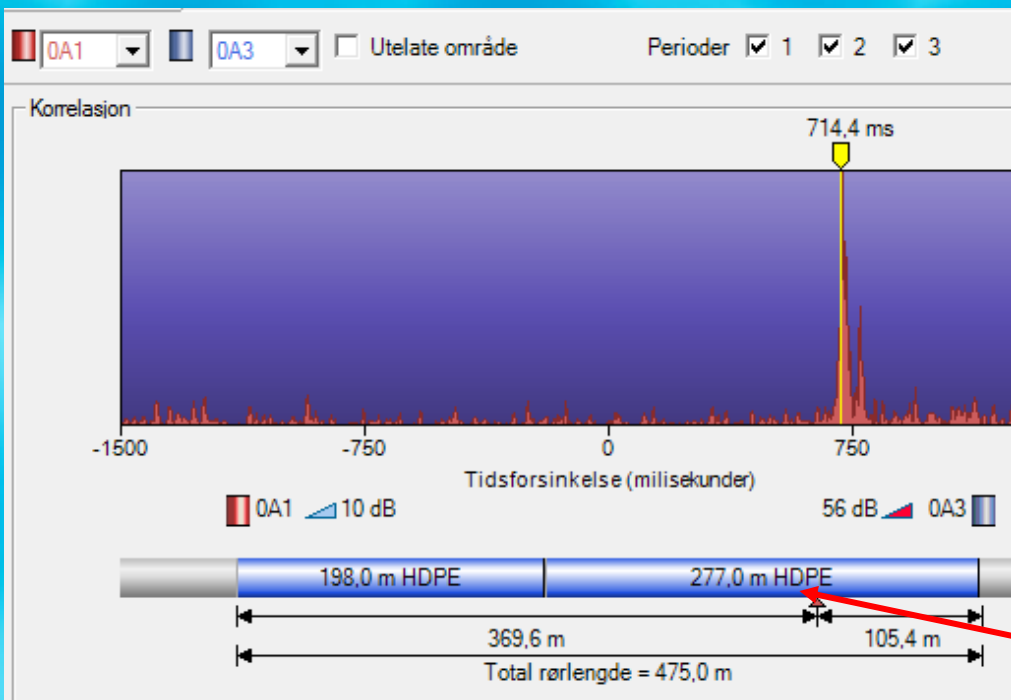 0A1 0A3 Utelate område Perioder 1 2 3
Korrelasjon
714,4 ms
-1500 -750 0 750
Tidsforsinkelse (milisekunder)
0A1 10 dB 56 dB 0A3
198,0 m HDPE 277,0 m HDPE
369,6 m 105,4 m
Total rørlengde = 475,0 m